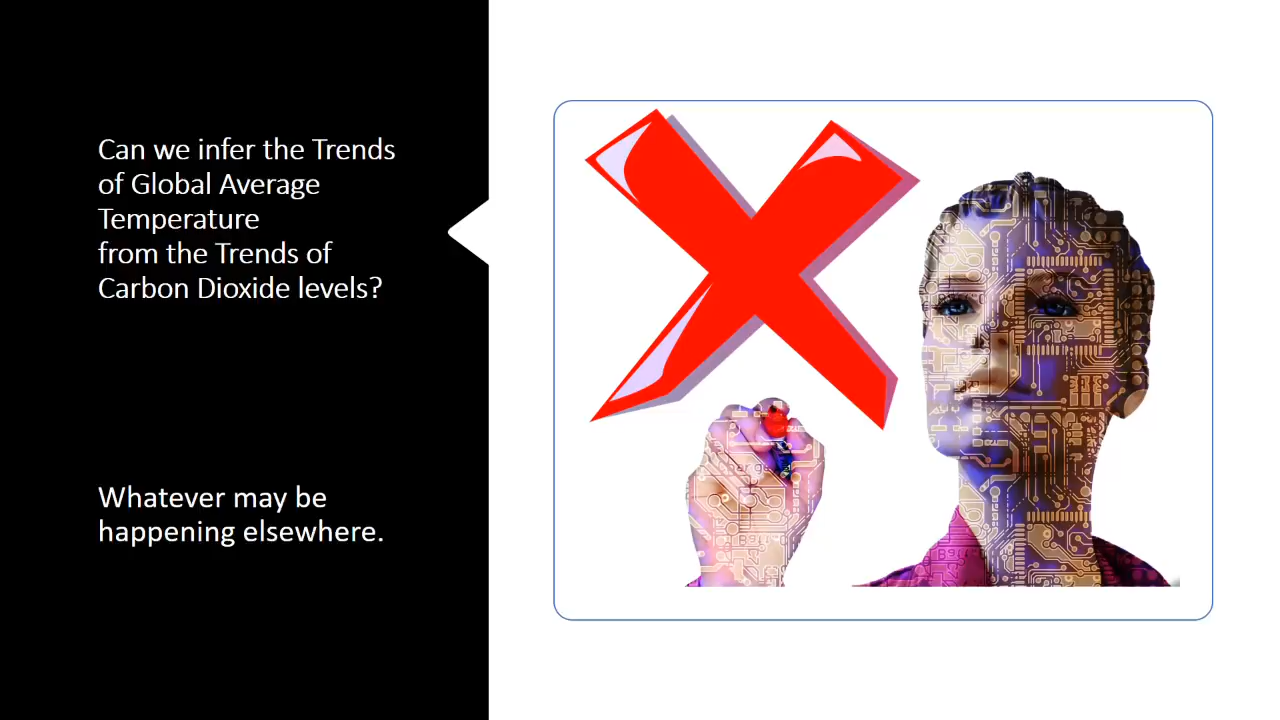 Can we infer the Trends
of Global Average
Temperature
from the Trends of
Carbon Dioxide levels?
Whatever may be
happening elsewhere.